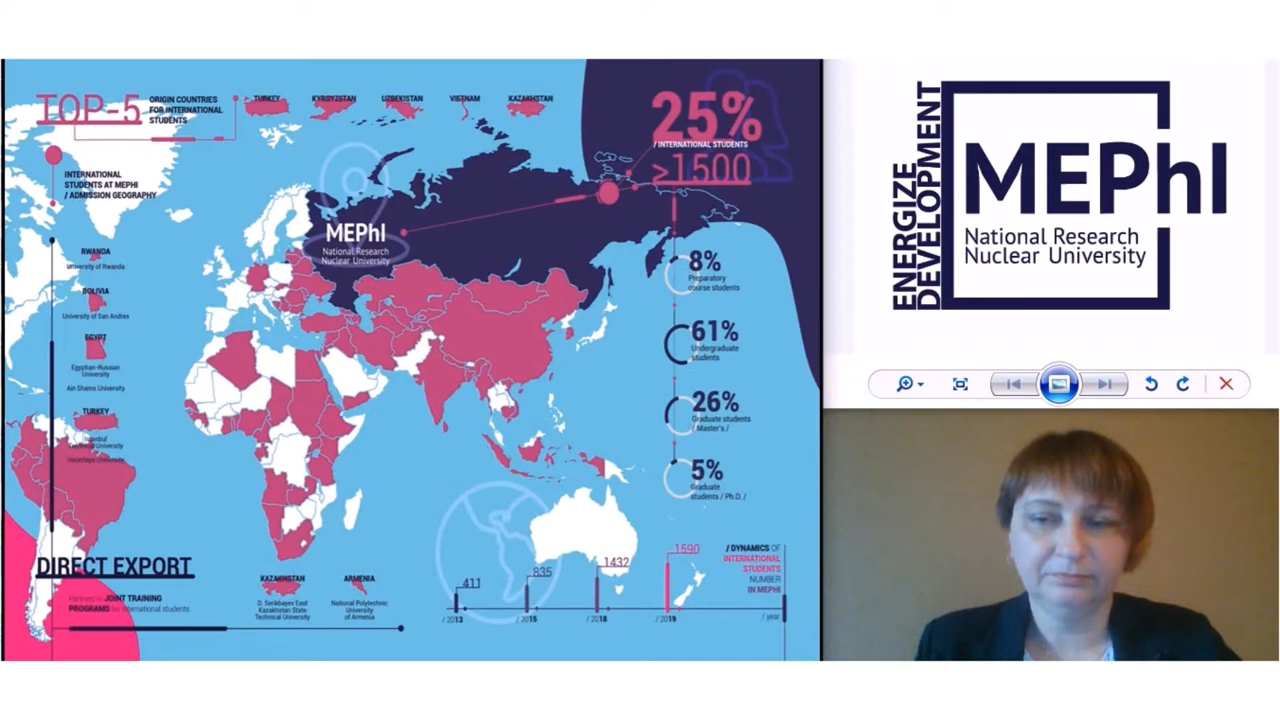 TOP-5
ORIGIN COUNTRIES
FOR INTERNATIONAL
STUDENTS
TURKEY
KYRGYZSTAN
UZBEKISTAN
VIETNAM
KAZAKHSTAN
25%
/ INTERNATIONAL STUDENTS
>1500
INTERNATIONAL
STUDENTS AT MEPHI
/ ADMISSION GEOGRAPHY
MEPhI
National Research
Nuclear University
RWANDA
University of Rwanda
BOLIVIA
University of San Andres
EGYPT
Egyptian-Russian
University
Ain Shams University
TURKEY
Istanbul
Technical University
Hacettepe University
8%
Preparatory
course students
61%
Undergraduate
students
26%
Graduate students
/ Master's /
5%
Graduate
students / Ph.D. /
DIRECT EXPORT
Partners in JOINT TRAINING
PROGRAMS for international students
KAZAKHSTAN
D. Serikbayev East
Kazakhstan State
Technical University
ARMENIA
National Polytechnic
University
of Armenia
411
835
1432
1590
/ 2013
/ 2015
/ 2018
/ 2019
/ year
/ DYNAMICS OF
INTERNATIONAL
STUDENTS
NUMBER
IN MEPHI
ENERGIZE
DEVELOPMENT
MEPhI
National Research
Nuclear University